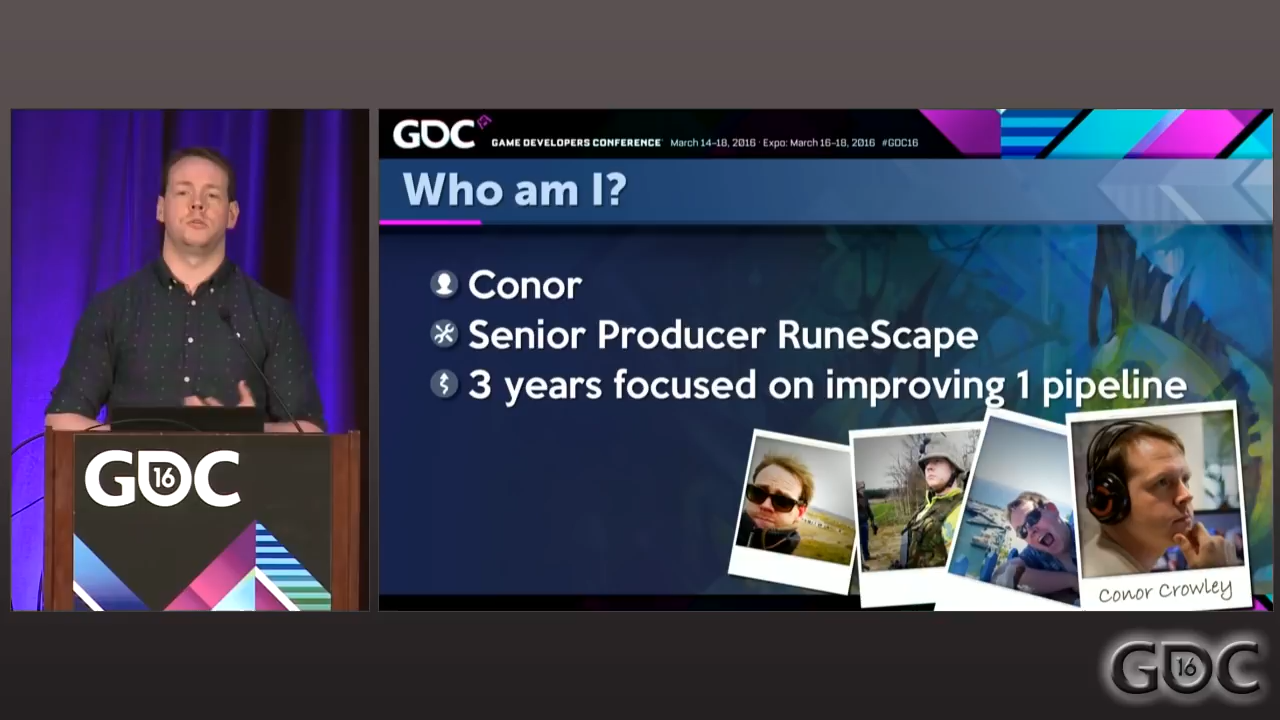 GDC
GAME DEVELOPERS CONFERENCE March 14–18, 2016 · Expo: March 16–18, 2016 #GDC16
Who am I?
Conor
Senior Producer RuneScape
3 years focused on improving 1 pipeline
Conor Crowley
GDC
16
GDC
16